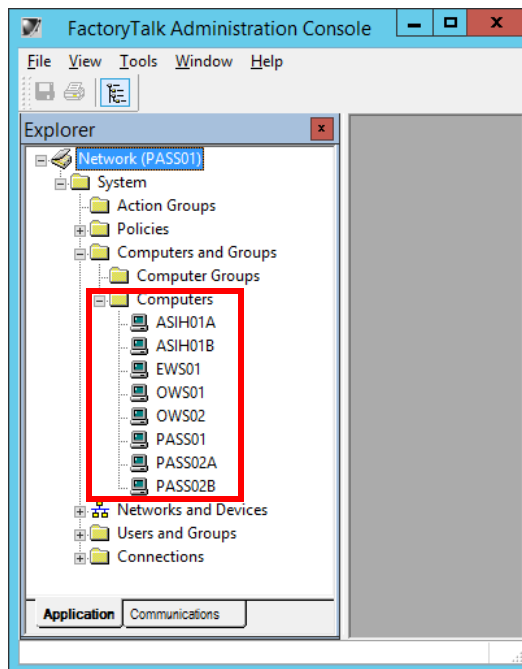 FactoryTalk Administration Console
File View Tools Window Help
Explorer
Network (PASS01)
System
Action Groups
Policies
Computers and Groups
Computer Groups
Computers
ASIH01A
ASIH01B
EWS01
OWS01
OWS02
PASS01
PASS02A
PASS02B
Networks and Devices
Users and Groups
Connections
Application Communications